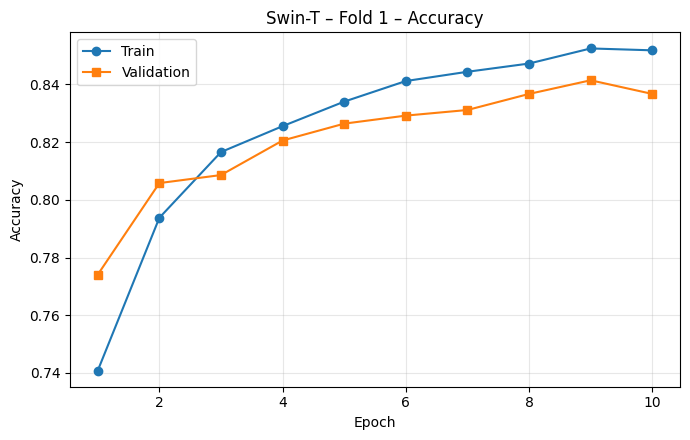 Swin-T – Fold 1 – Accuracy
Train
Validation
0.84
0.82
0.80
0.78
0.76
0.74
Accuracy
2 4 6 8 10
Epoch